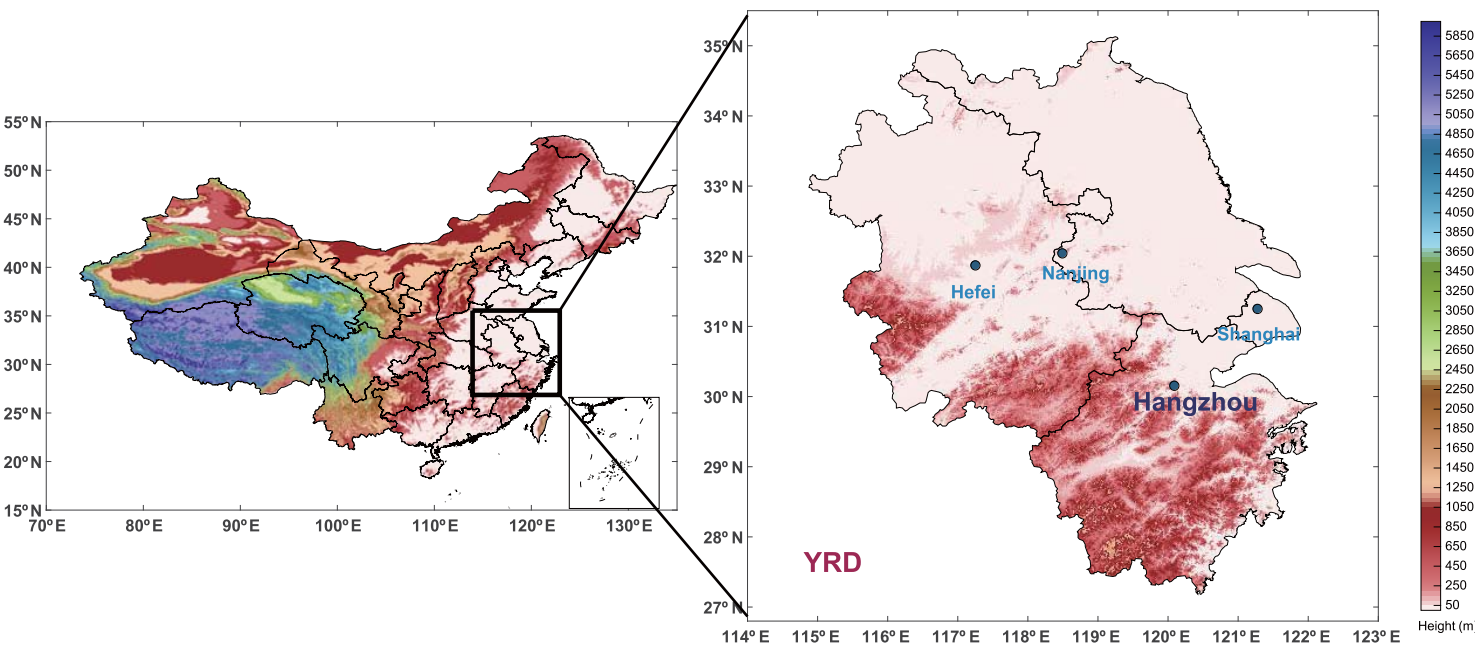 55°N
50°N
45°N
40°N
35°N
30°N
25°N
20°N
15°N
70°E 80°E 90°E 100°E 110°E 120°E 130°E
35°N
34°N
33°N
32°N
31°N
30°N
29°N
28°N
27°N
114°E 115°E 116°E 117°E 118°E 119°E 120°E 121°E 122°E 123°E
Nanjing
Hefei
Shanghai
Hangzhou
YRD
5850
5650
5450
5250
5050
4850
4650
4450
4250
4050
3850
3650
3450
3250
3050
2850
2650
2450
2250
2050
1850
1650
1450
1250
1050
850
650
450
250
50
Height (m